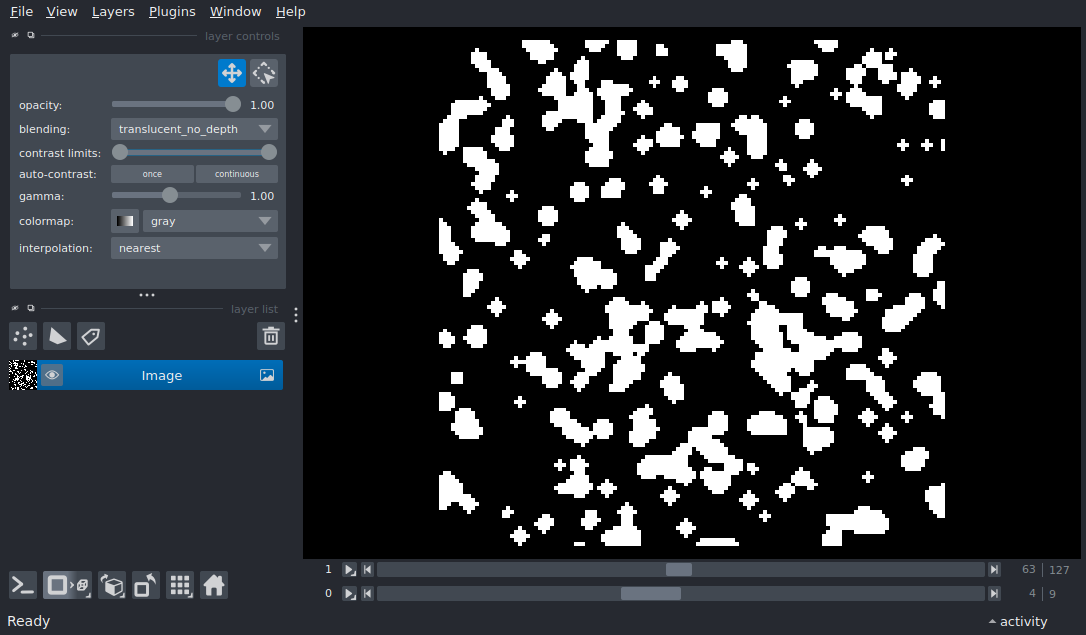 File View Layers Plugins Window Help
layer controls
opacity: 1.00
blending: translucent_no_depth
contrast limits:
auto-contrast: once continuous
gamma: 1.00
colormap: gray
interpolation: nearest
layer list
Image
1 63 127
0 4 9
Ready activity